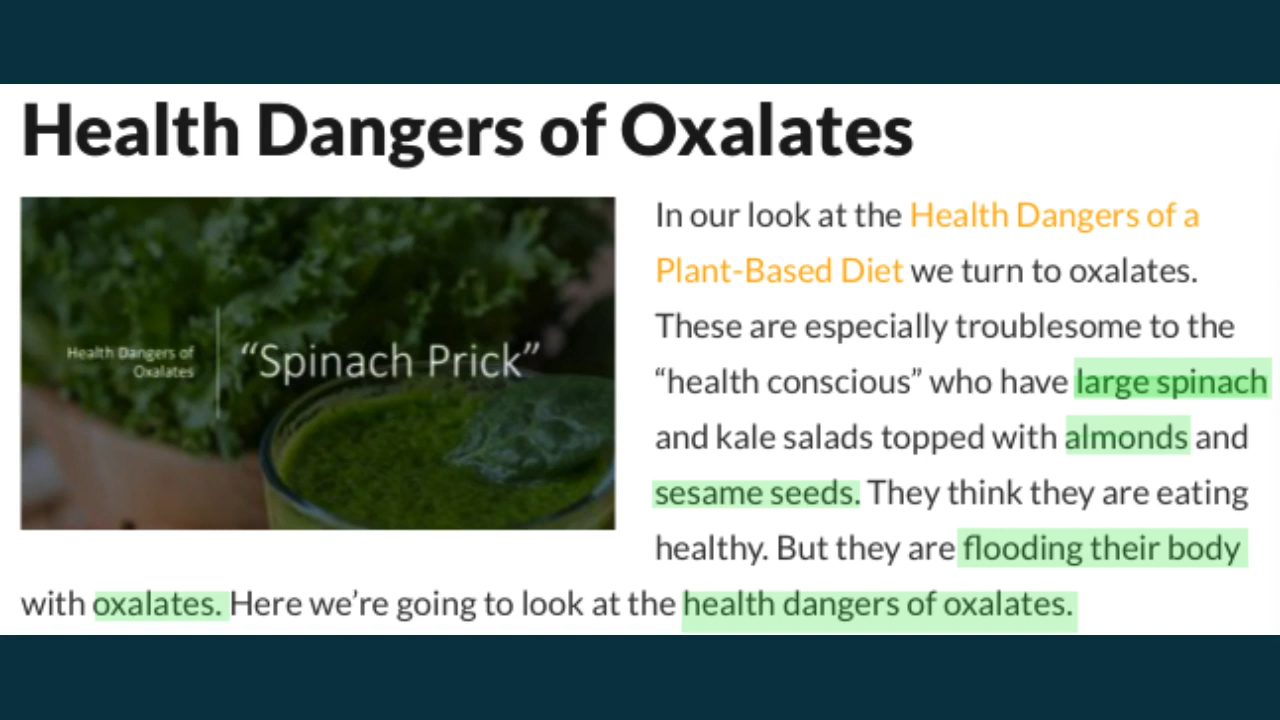 Health Dangers of Oxalates
Health Dangers of
Oxalates
“Spinach Prick”
In our look at the Health Dangers of a
Plant-Based Diet we turn to oxalates.
These are especially troublesome to the
“health conscious” who have large spinach
and kale salads topped with almonds and
sesame seeds. They think they are eating
healthy. But they are flooding their body
with oxalates. Here we’re going to look at the health dangers of oxalates.